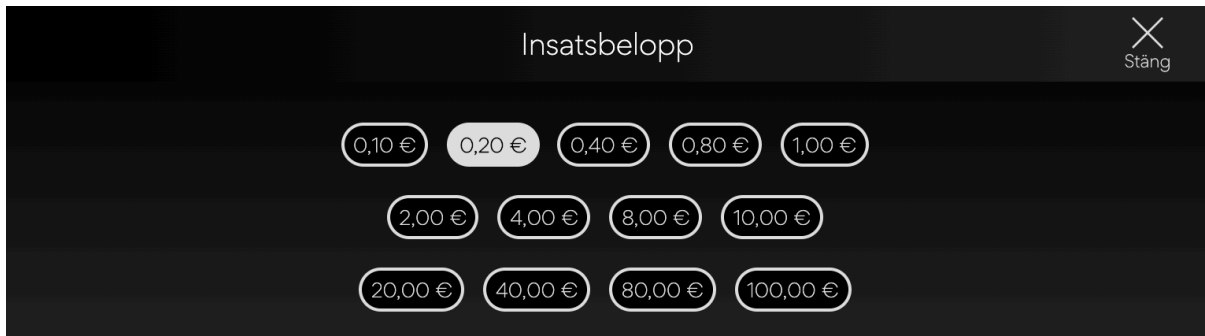 Insatsbelopp
Stäng
0,10 € 0,20 € 0,40 € 0,80 € 1,00 €
2,00 € 4,00 € 8,00 € 10,00 €
20,00 € 40,00 € 80,00 € 100,00 €